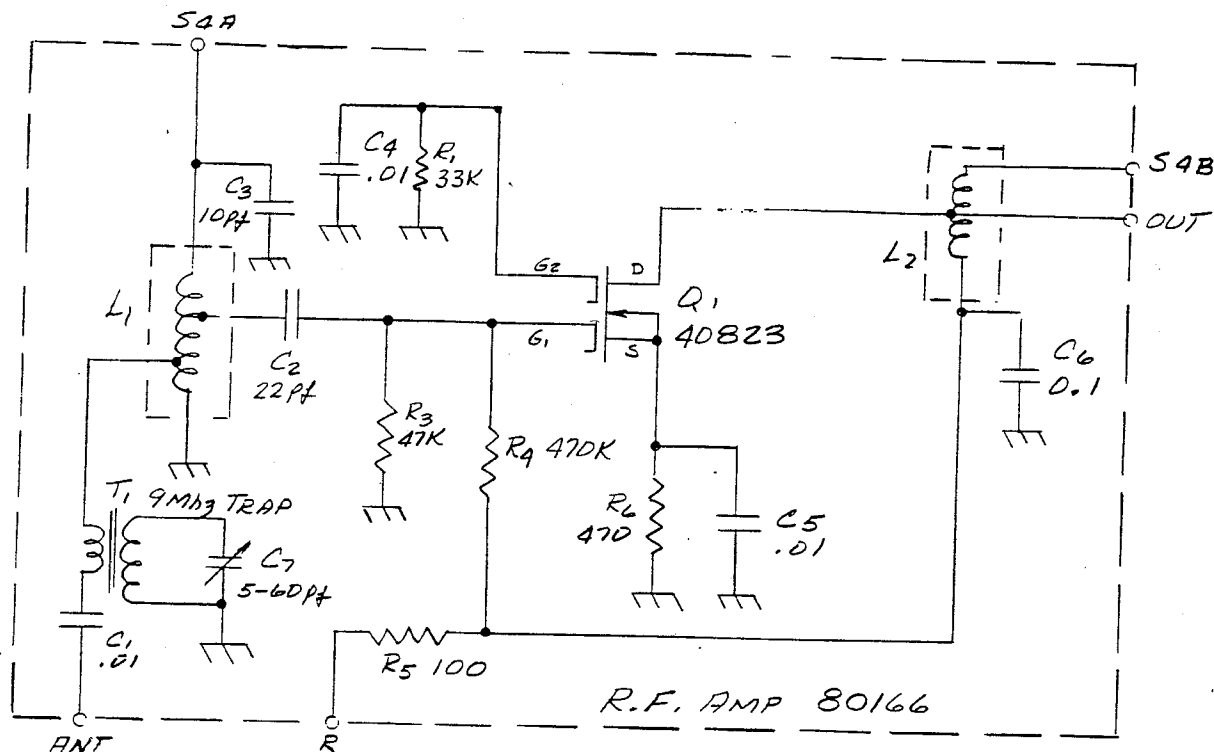 S4A
C4
.01
R1
33K
C3
10pf
S4B
OUT
L2
G2
D
Q1
40823
G1
S
L1
C2
22pf
C6
0.1
R3
47K
R4 470K
T1
9Mhz TRAP
R6
470
C5
.01
C7
5-60pf
C1
.01
R5 100
R.F. AMP 80166
ANT
R